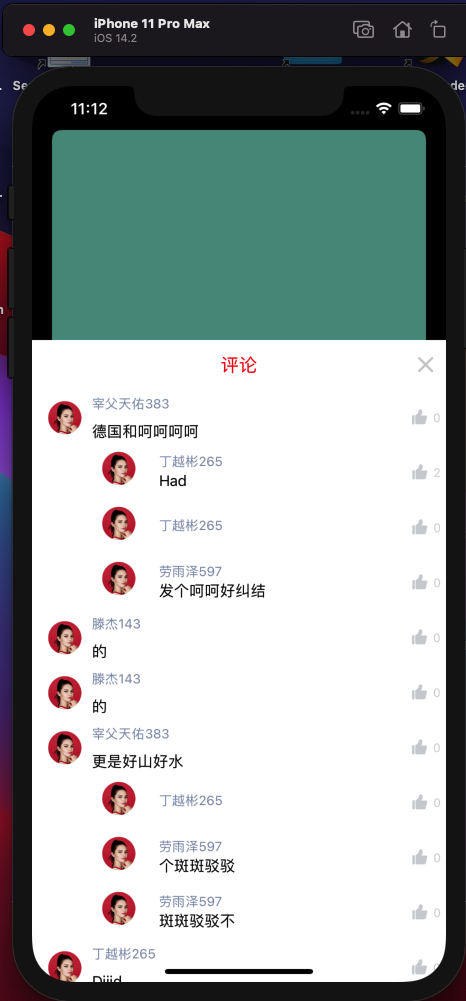 iPhone 11 Pro Max
iOS 14.2
11:12
评论
宰父天佑383
德国和呵呵呵呵
0
丁越彬265
Had
2
丁越彬265
0
劳雨泽597
发个呵呵好纠结
0
滕杰143
的
0
滕杰143
的
0
宰父天佑383
更是好山好水
0
丁越彬265
0
劳雨泽597
个斑斑驳驳
0
劳雨泽597
斑斑驳驳不
0
丁越彬265
0